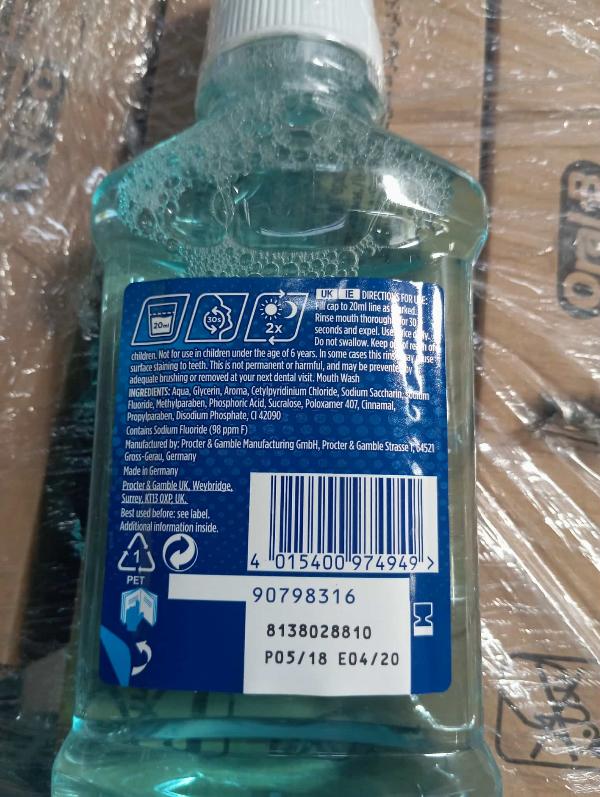 Oral-B
20ml
30s
2x
UK IE DIRECTIONS FOR USE:
Fill cap to 20ml line as marked.
Rinse mouth thoroughly for 30
seconds and expel. Use twice daily.
Do not swallow. Keep out of reach of
children. Not for use in children under the age of 6 years. In some cases this rinse may cause
surface staining to teeth. This is not permanent or harmful, and may be prevented by
adequate brushing or removed at your next dental visit. Mouth Wash
INGREDIENTS: Aqua, Glycerin, Aroma, Cetylpyridinium Chloride, Sodium Saccharin, Sodium
Fluoride, Methylparaben, Phosphoric Acid, Sucralose, Poloxamer 407, Cinnamal,
Propylparaben, Disodium Phosphate, CI 42090
Contains Sodium Fluoride (98 ppm F)
Manufactured by: Procter & Gamble Manufacturing GmbH, Procter & Gamble Strasse 1, 64521
Gross-Gerau, Germany
Made in Germany
Procter & Gamble UK, Weybridge,
Surrey, KT13 0XP, UK.
Best used before: see label.
Additional information inside.
1
PET
4 015400 974949 >
90798316
8138028810
P05/18 E04/20